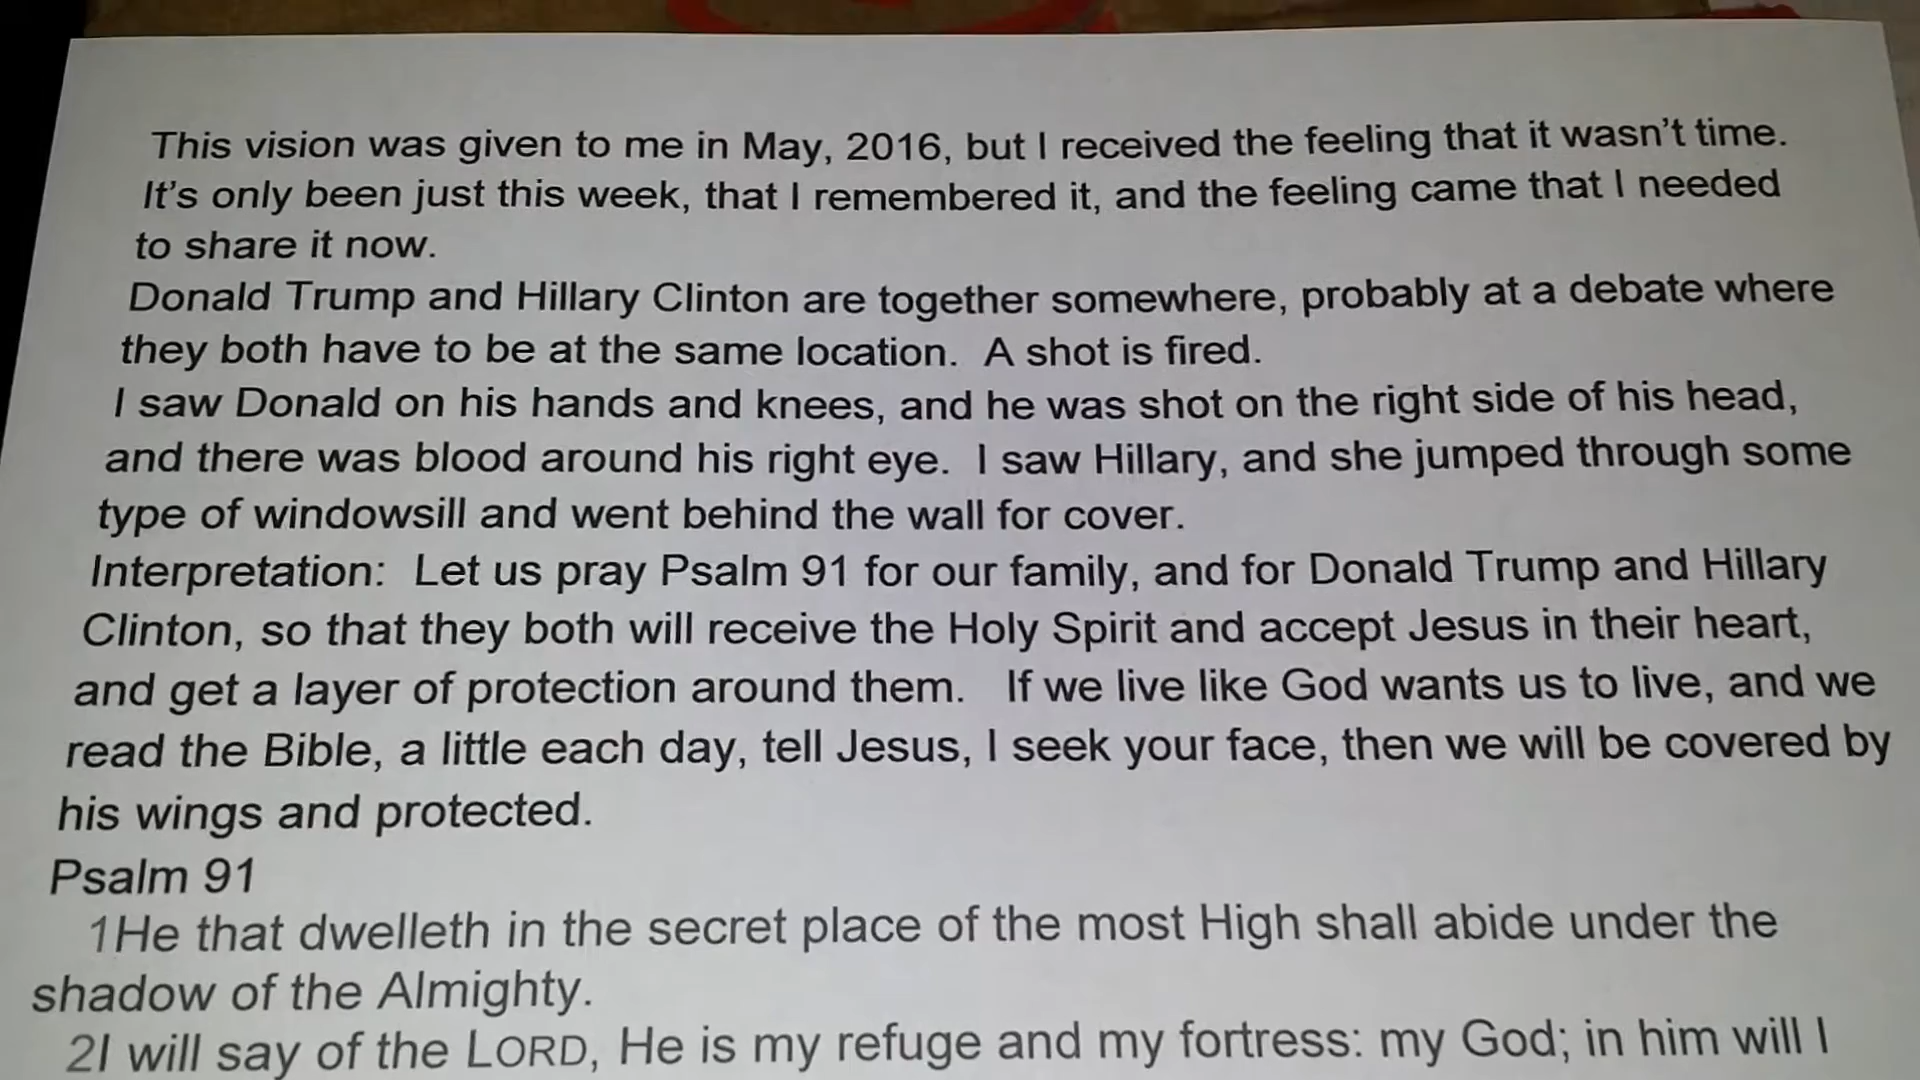 This vision was given to me in May, 2016, but I received the feeling that it wasn't time.
It's only been just this week, that I remembered it, and the feeling came that I needed
to share it now.
Donald Trump and Hillary Clinton are together somewhere, probably at a debate where
they both have to be at the same location.  A shot is fired.
I saw Donald on his hands and knees, and he was shot on the right side of his head,
and there was blood around his right eye.  I saw Hillary, and she jumped through some
type of windowsill and went behind the wall for cover.
Interpretation:  Let us pray Psalm 91 for our family, and for Donald Trump and Hillary
Clinton, so that they both will receive the Holy Spirit and accept Jesus in their heart,
and get a layer of protection around them.   If we live like God wants us to live, and we
read the Bible, a little each day, tell Jesus, I seek your face, then we will be covered by
his wings and protected.
Psalm 91
1He that dwelleth in the secret place of the most High shall abide under the
shadow of the Almighty.
2I will say of the LORD, He is my refuge and my fortress: my God; in him will I